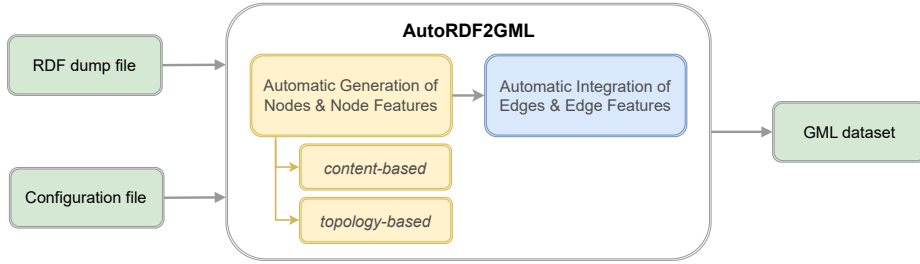 AutoRDF2GML
RDF dump file
Configuration file
Automatic Generation of
Nodes & Node Features
content-based
topology-based
Automatic Integration of
Edges & Edge Features
GML dataset